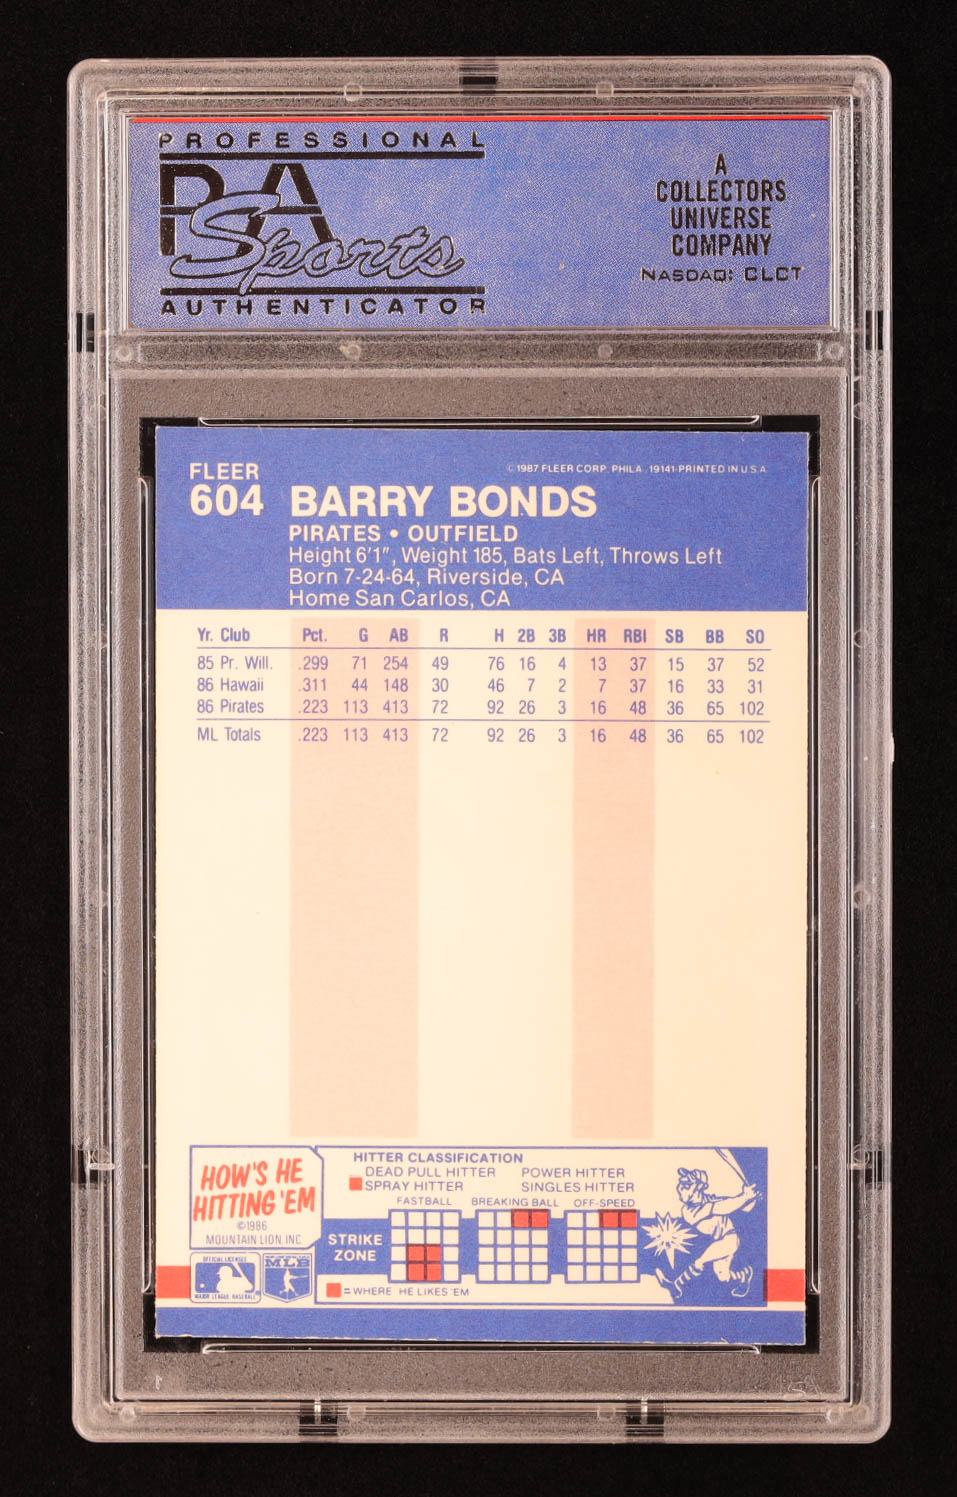 PROFESSIONAL
PSA
Sports
AUTHENTICATOR
A
COLLECTORS
UNIVERSE
COMPANY
NASDAQ: CLCT
FLEER
604
©1987 FLEER CORP. PHILA. 19141-PRINTED IN U.S.A.
BARRY BONDS
PIRATES • OUTFIELD
Height 6'1", Weight 185, Bats Left, Throws Left
Born 7-24-64, Riverside, CA
Home San Carlos, CA
Yr. Club Pct. G AB R H 2B 3B HR RBI SB BB SO
85 Pr. Will. .299 71 254 49 76 16 4 13 37 15 37 52
86 Hawaii .311 44 148 30 46 7 2 7 37 16 33 31
86 Pirates .223 113 413 72 92 26 3 16 48 36 65 102
ML Totals .223 113 413 72 92 26 3 16 48 36 65 102
HOW'S HE
HITTING 'EM
©1986
MOUNTAIN LION INC
HITTER CLASSIFICATION
DEAD PULL HITTER POWER HITTER
SPRAY HITTER SINGLES HITTER
FASTBALL BREAKING BALL OFF-SPEED
STRIKE
ZONE
=WHERE HE LIKES 'EM
OFFICIAL LICENSEE
MAJOR LEAGUE BASEBALL
MLB